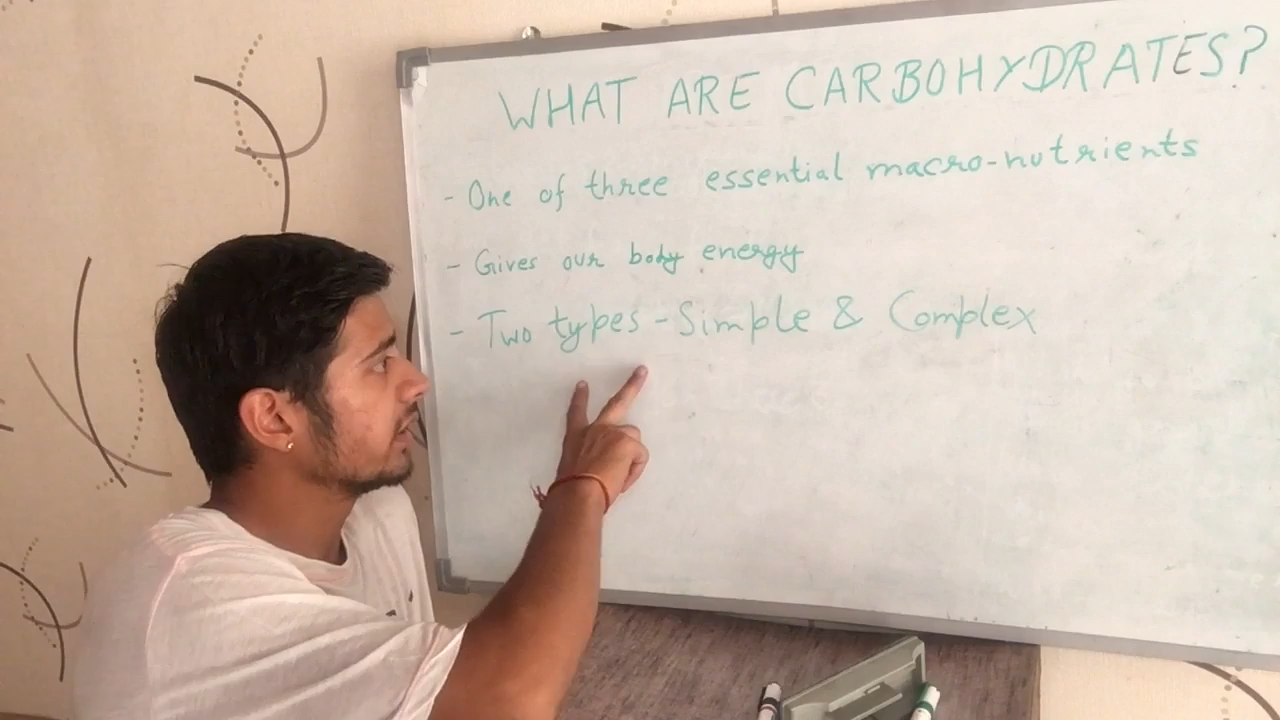 WHAT ARE CARBOHYDRATES?
- One of three essential macro-nutrients
- Gives our body energy
- Two types - Simple & Complex